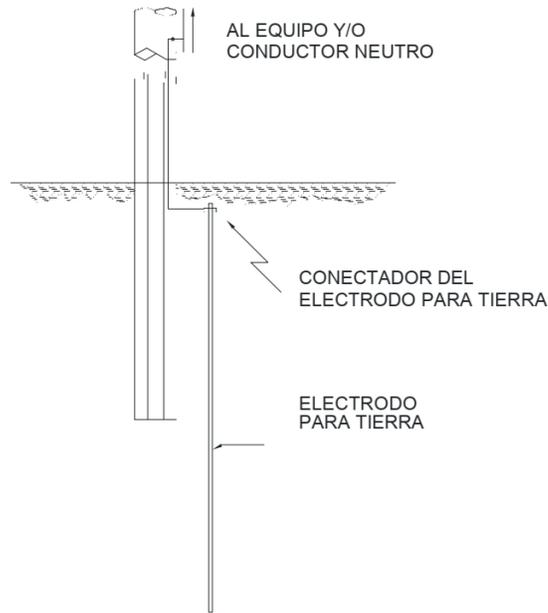 AL EQUIPO Y/O
CONDUCTOR NEUTRO
CONECTADOR DEL
ELECTRODO PARA TIERRA
ELECTRODO
PARA TIERRA